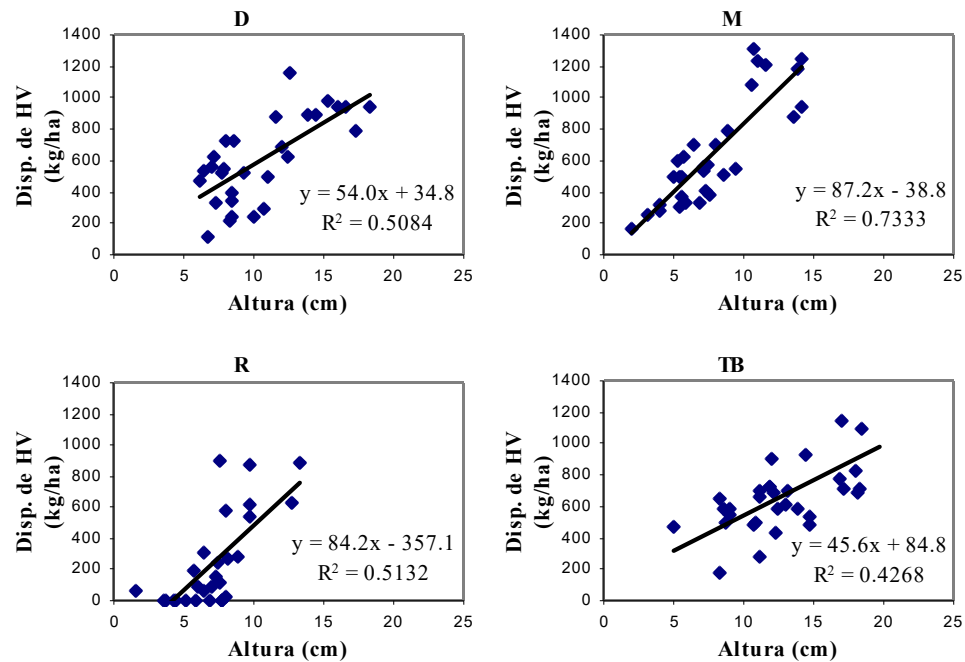 D
Disp. de HV
(kg/ha)
1400
1200
1000
800
600
400
200
0
y = 54.0x + 34.8
R² = 0.5084
0 5 10 15 20 25
Altura (cm)
M
Disp. de HV
(kg/ha)
1400
1200
1000
800
600
400
200
0
y = 87.2x - 38.8
R² = 0.7333
0 5 10 15 20 25
Altura (cm)
R
Disp. de HV
(kg/ha)
1400
1200
1000
800
600
400
200
0
y = 84.2x - 357.1
R² = 0.5132
0 5 10 15 20 25
Altura (cm)
TB
Disp. de HV
(kg/ha)
1400
1200
1000
800
600
400
200
0
y = 45.6x + 84.8
R² = 0.4268
0 5 10 15 20 25
Altura (cm)